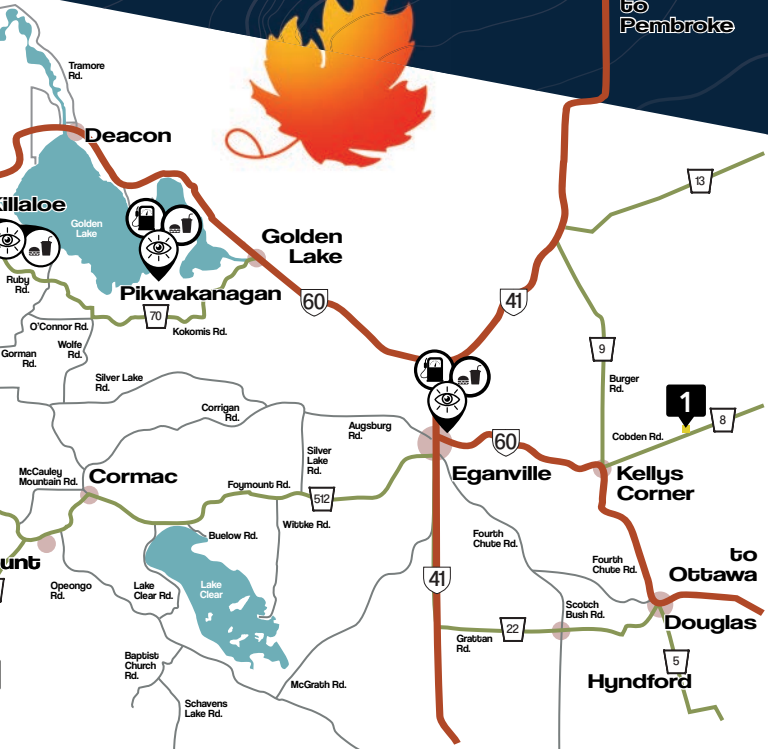 to
Pembroke
Tramore
Rd.
Deacon
13
Killaloe
Golden
Lake
Golden
Lake
Ruby
Rd.
Pikwakanagan
60
41
70
O'Connor Rd.
Kokomis Rd.
Wolfe
Rd.
Gorman
Rd.
9
Silver Lake
Rd.
Burger
Rd.
1
8
Corrigan
Rd.
Augsburg
Rd.
Cobden Rd.
60
Silver
Lake
Rd.
McCauley
Mountain Rd.
Cormac
Eganville
Kellys
Corner
Foymount Rd.
512
Wittke Rd.
Buelow Rd.
Fourth
Chute Rd.
unt
Fourth
Chute Rd.
to
Ottawa
41
Opeongo
Rd.
Lake
Clear Rd.
Lake
Clear
Scotch
Bush Rd.
Douglas
22
Grattan
Rd.
5
Baptist
Church
Rd.
Hyndford
McGrath Rd.
Schavens
Lake Rd.